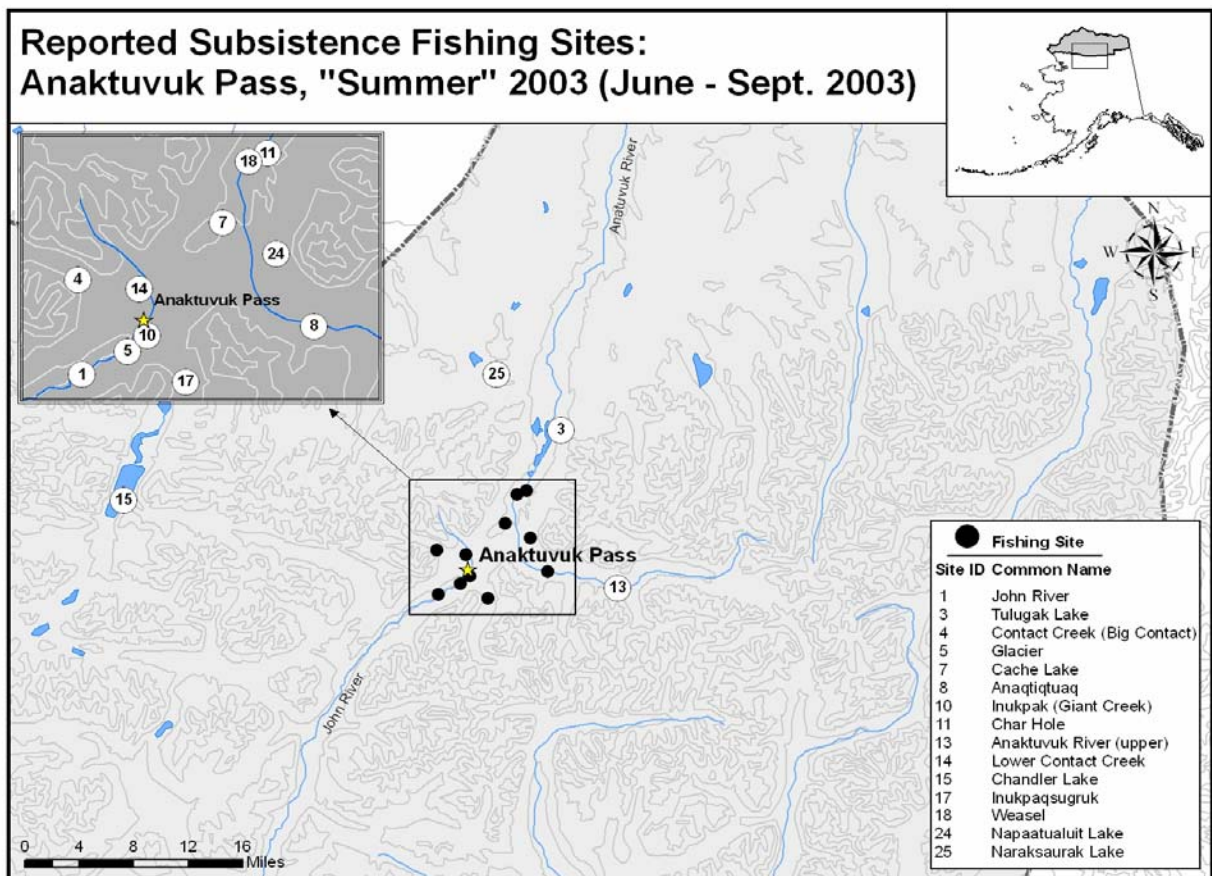 Reported Subsistence Fishing Sites:
Anaktuvuk Pass, "Summer" 2003 (June - Sept. 2003)
N
W E
S
Anatuvuk River
11
18
7
24
4
14
Anaktuvuk Pass
10
8
5
1
17
25
3
15
Anaktuvuk Pass
13
John River
Fishing Site
Site ID Common Name
1 John River
3 Tulugak Lake
4 Contact Creek (Big Contact)
5 Glacier
7 Cache Lake
8 Anaqtiqtuaq
10 Inukpak (Giant Creek)
11 Char Hole
13 Anaktuvuk River (upper)
14 Lower Contact Creek
15 Chandler Lake
17 Inukpaqsugruk
18 Weasel
24 Napaatualuit Lake
25 Naraksaurak Lake
0 4 8 16
Miles